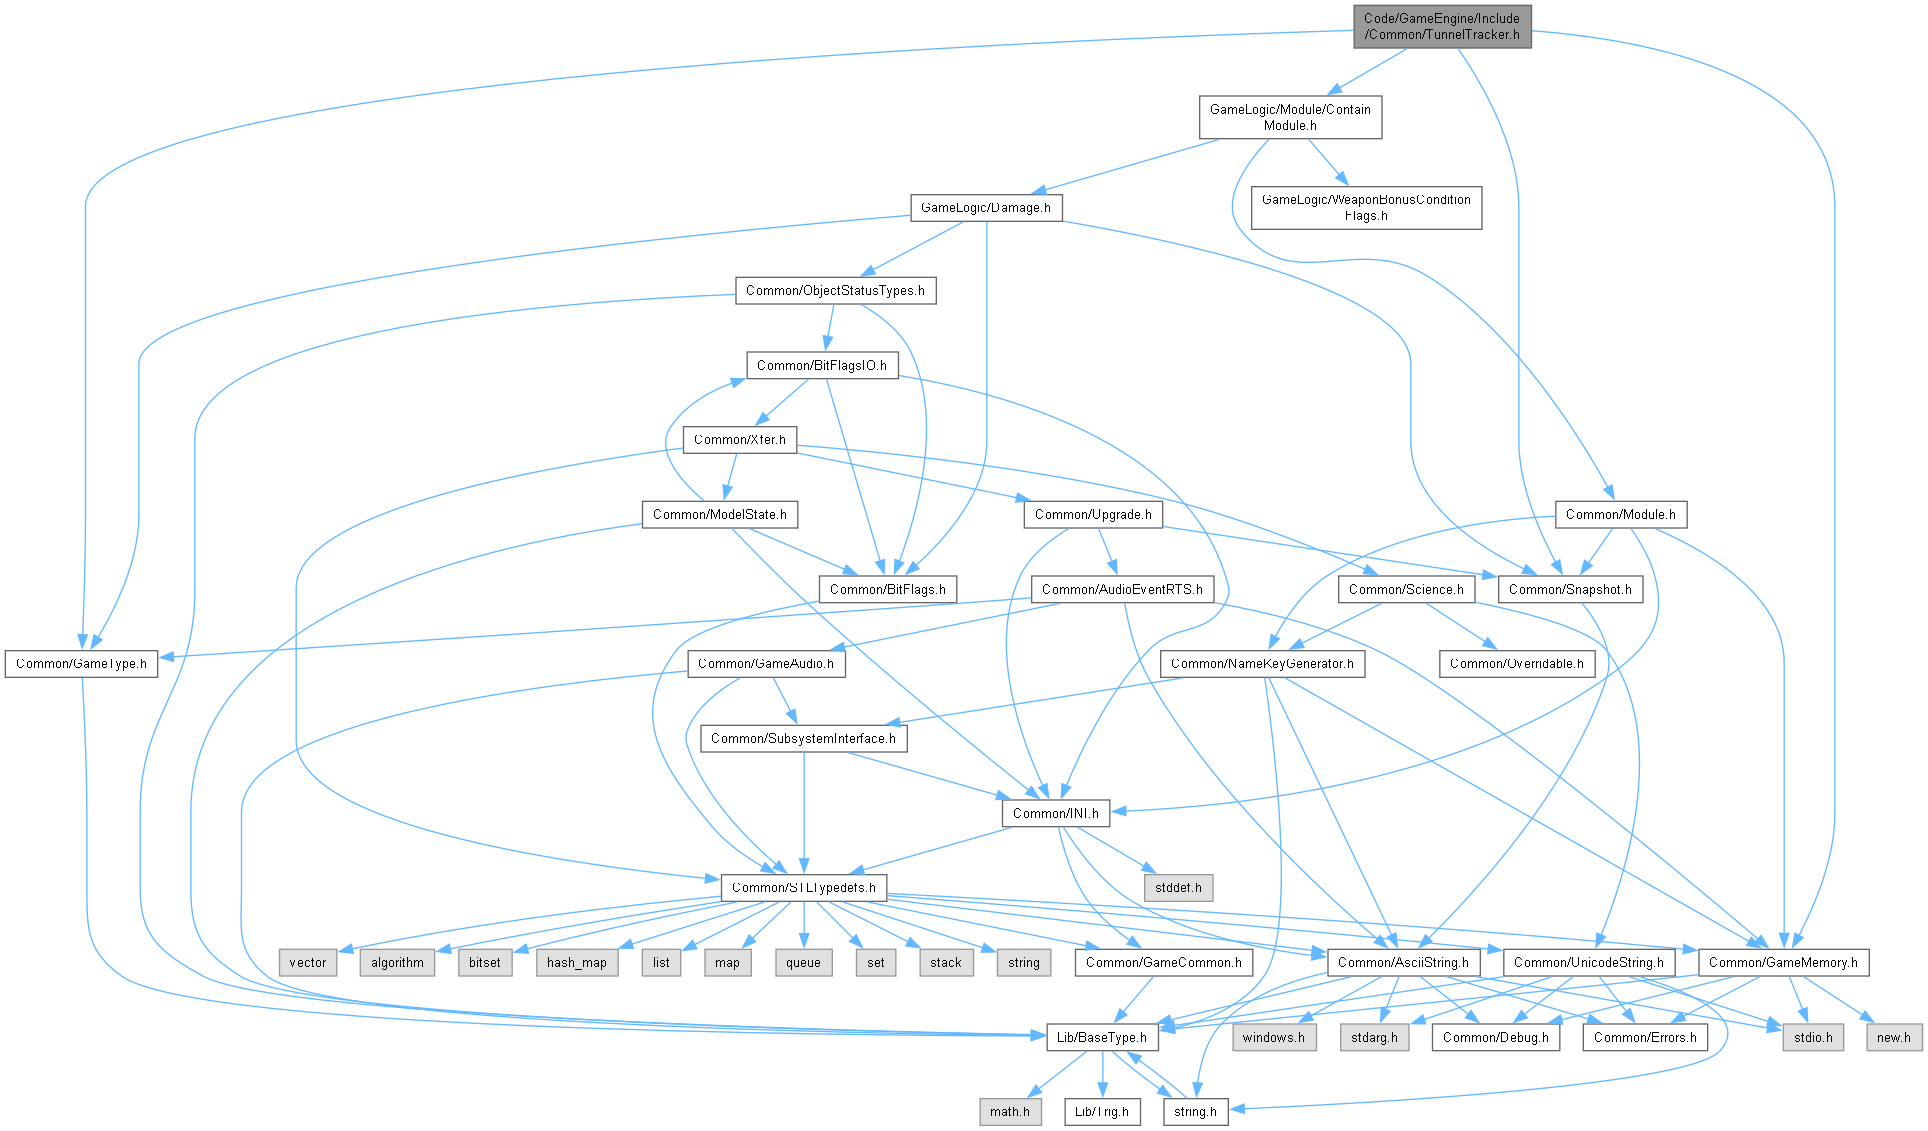 Code/GameEngine/Include
/Common/TunnelTracker.h
GameLogic/Module/Contain
Module.h
GameLogic/Damage.h
GameLogic/WeaponBonusCondition
Flags.h
Common/ObjectStatusTypes.h
Common/BitFlagsIO.h
Common/Xfer.h
Common/ModelState.h
Common/Upgrade.h
Common/Module.h
Common/BitFlags.h
Common/AudioEventRTS.h
Common/Science.h
Common/Snapshot.h
Common/GameType.h
Common/GameAudio.h
Common/NameKeyGenerator.h
Common/Overridable.h
Common/SubsystemInterface.h
Common/INI.h
Common/STLTypedefs.h
stddef.h
vector
algorithm
bitset
hash_map
list
map
queue
set
stack
string
Common/GameCommon.h
Common/AsciiString.h
Common/UnicodeString.h
Common/GameMemory.h
Lib/BaseType.h
windows.h
stdarg.h
Common/Debug.h
Common/Errors.h
stdio.h
new.h
math.h
Lib/Trig.h
string.h